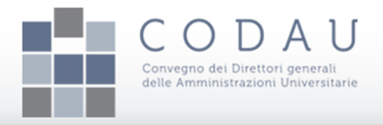 CODAU
Convegno dei Direttori generali
delle Amministrazioni Universitarie